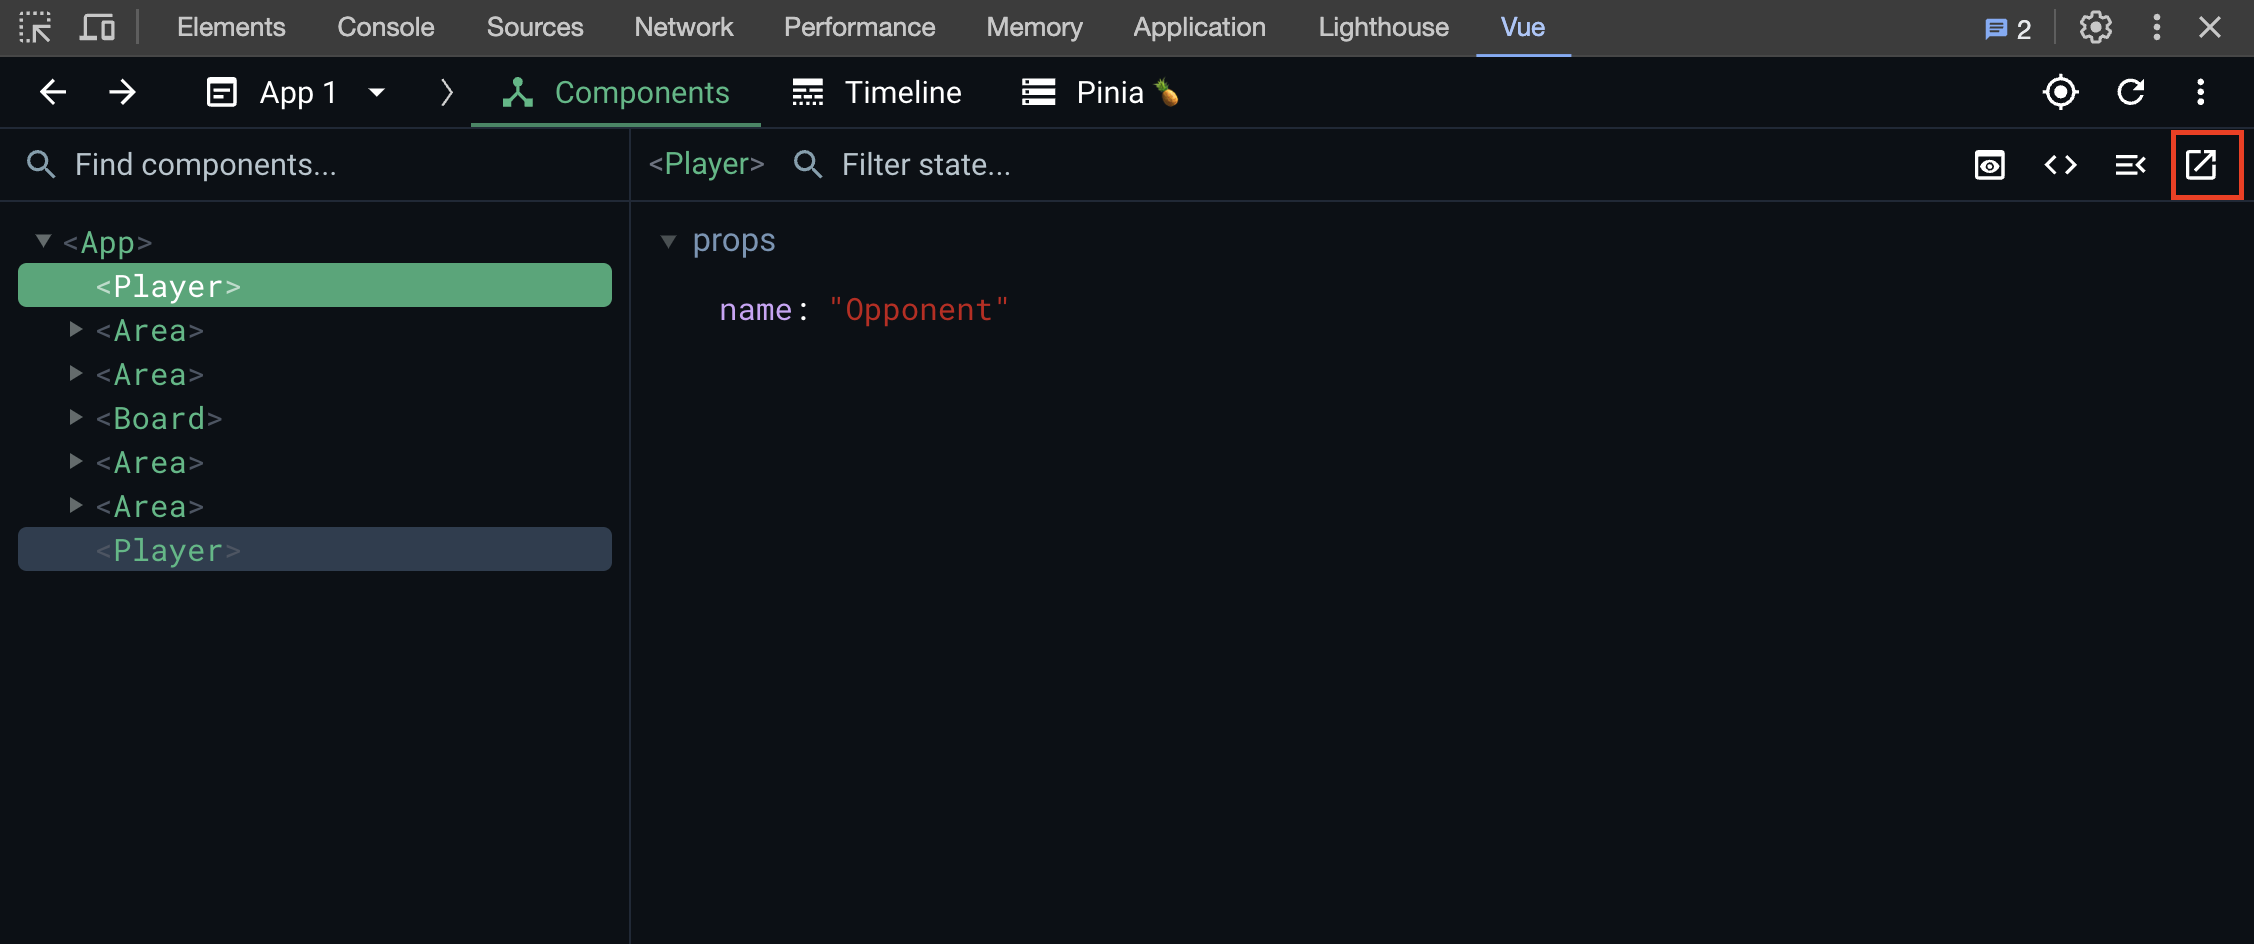 Elements Console Sources Network Performance Memory Application Lighthouse Vue 2
App 1 Components Timeline Pinia 🍍
Find components... <Player> Filter state...
<App>
<Player>
<Area>
<Area>
<Board>
<Area>
<Area>
<Player>
props
name: "Opponent"